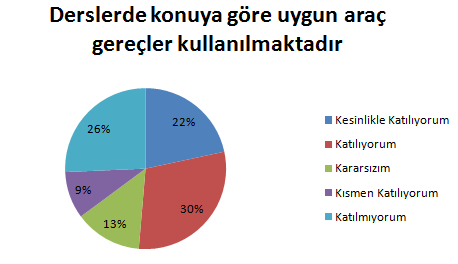 Derslerde konuya göre uygun araç
gereçler kullanılmaktadır
22%
30%
13%
9%
26%
Kesinlikle Katılıyorum
Katılıyorum
Kararsızım
Kısmen Katılıyorum
Katılmıyorum